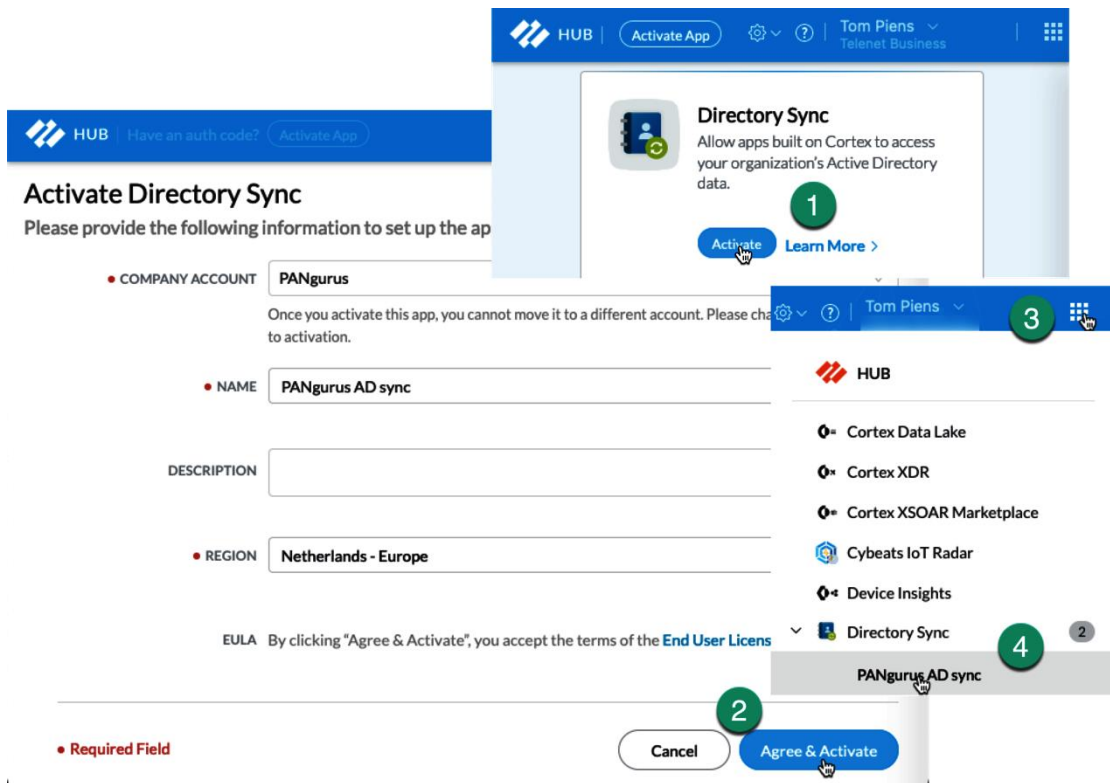 HUB
Activate App
Tom Piens
Telenet Business
Directory Sync
Allow apps built on Cortex to access
your organization's Active Directory
data.
1
Activate
Learn More >
HUB
Have an auth code?
Activate App
Activate Directory Sync
Please provide the following information to set up the ap
• COMPANY ACCOUNT
PANgurus
Once you activate this app, you cannot move it to a different account. Please cha
to activation.
• NAME
PANgurus AD sync
DESCRIPTION
• REGION
Netherlands - Europe
EULA
By clicking "Agree & Activate", you accept the terms of the End User Licens
2
• Required Field
Cancel
Agree & Activate
Tom Piens
3
HUB
Cortex Data Lake
Cortex XDR
Cortex XSOAR Marketplace
Cybeats IoT Radar
Device Insights
Directory Sync
2
4
PANgurus AD sync